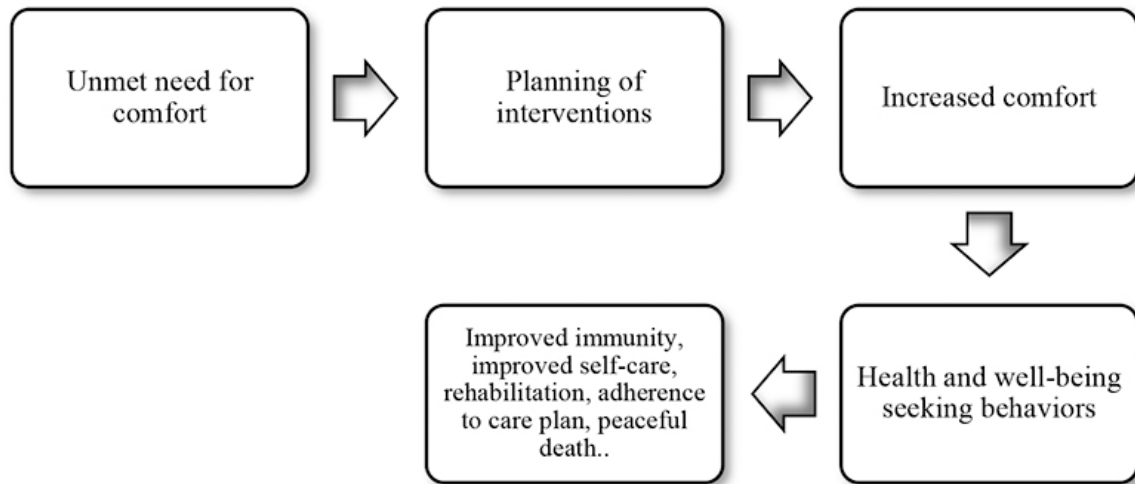 Unmet need for
comfort
Planning of
interventions
Increased comfort
Health and well-being
seeking behaviors
Improved immunity,
improved self-care,
rehabilitation, adherence
to care plan, peaceful
death..